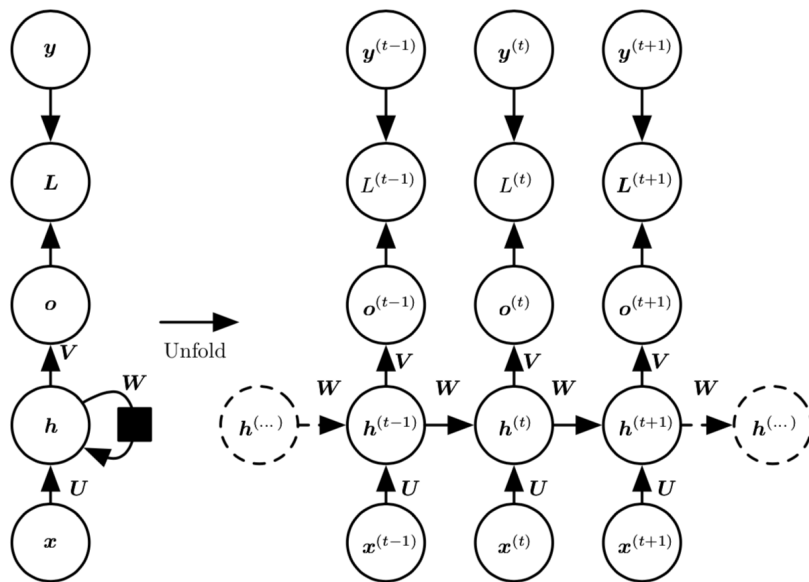 y y^(t−1) y^(t) y^(t+1)
L L^(t−1) L^(t) L^(t+1)
o o^(t−1) o^(t) o^(t+1)
Unfold
V V V V
W W W W W
h h^(...) h^(t−1) h^(t) h^(t+1) h^(...)
U U U U
x x^(t−1) x^(t) x^(t+1)